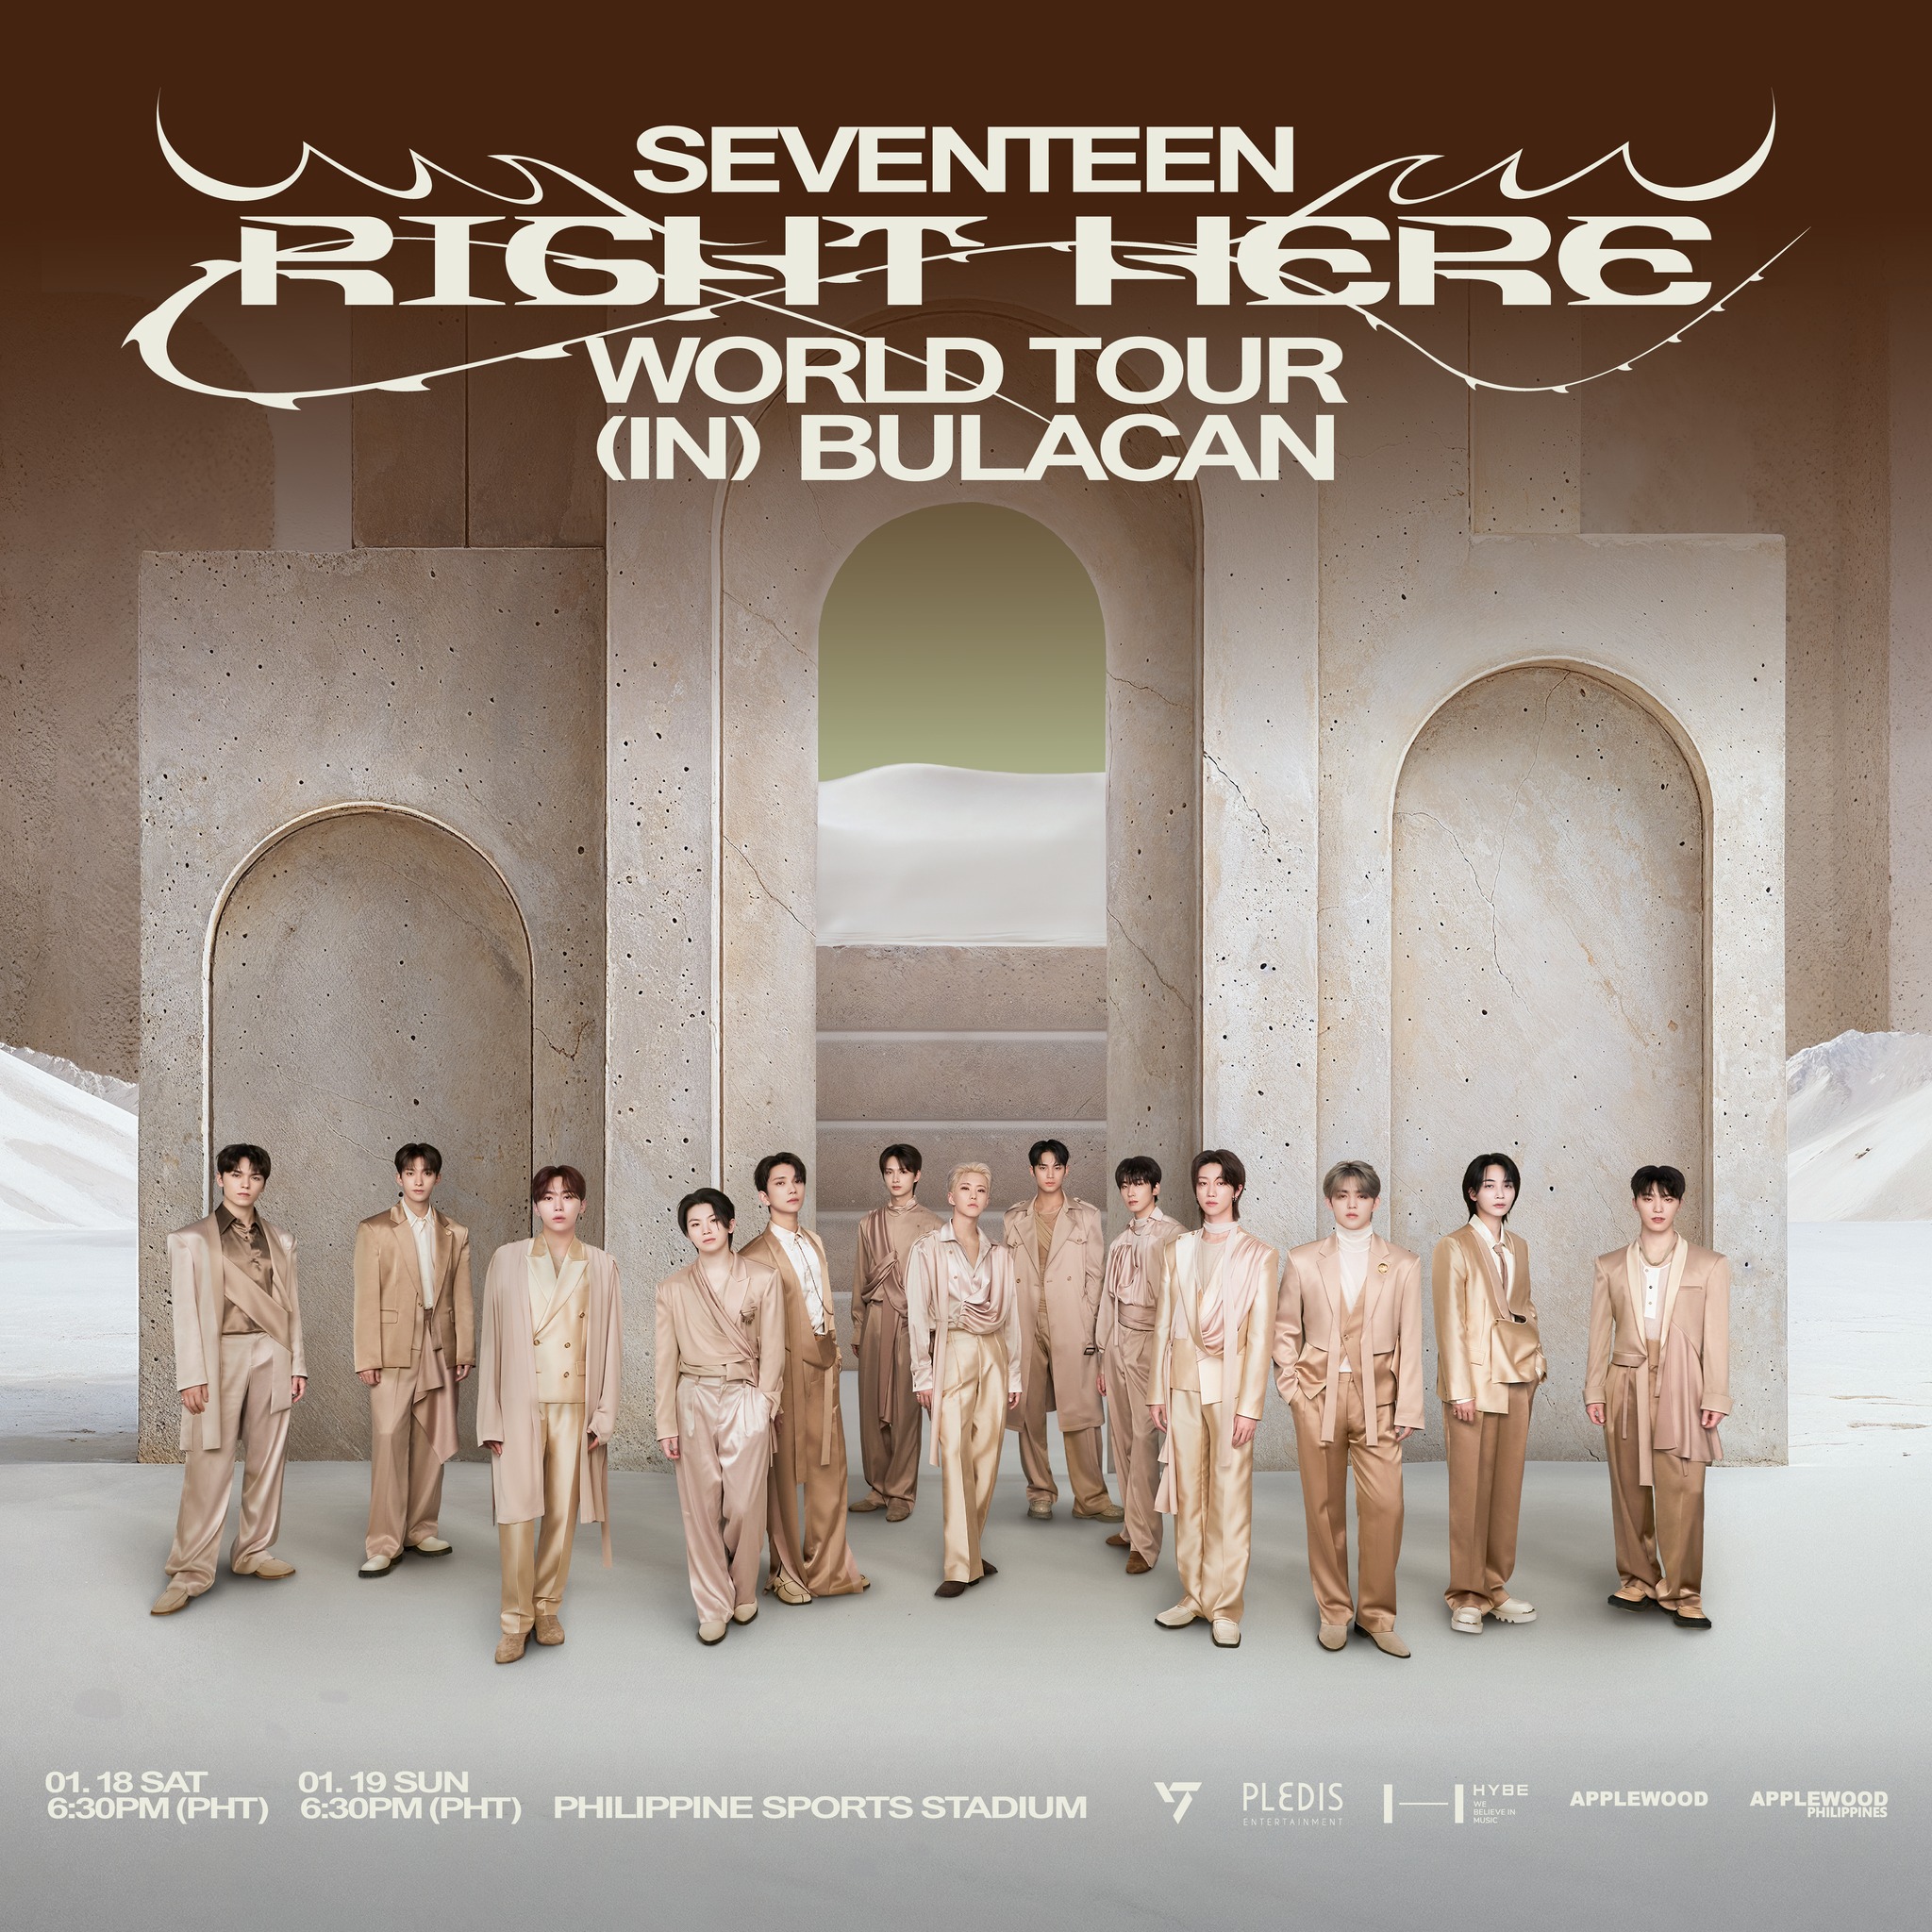 SEVENTEEN
RIGHT HERE
WORLD TOUR
(IN) BULACAN
01. 18 SAT
6:30PM (PHT)
01. 19 SUN
6:30PM (PHT)
PHILIPPINE SPORTS STADIUM
PLEDIS
ENTERTAINMENT
HYBE
WE
BELIEVE IN
MUSIC
APPLEWOOD
APPLEWOOD
PHILIPPINES